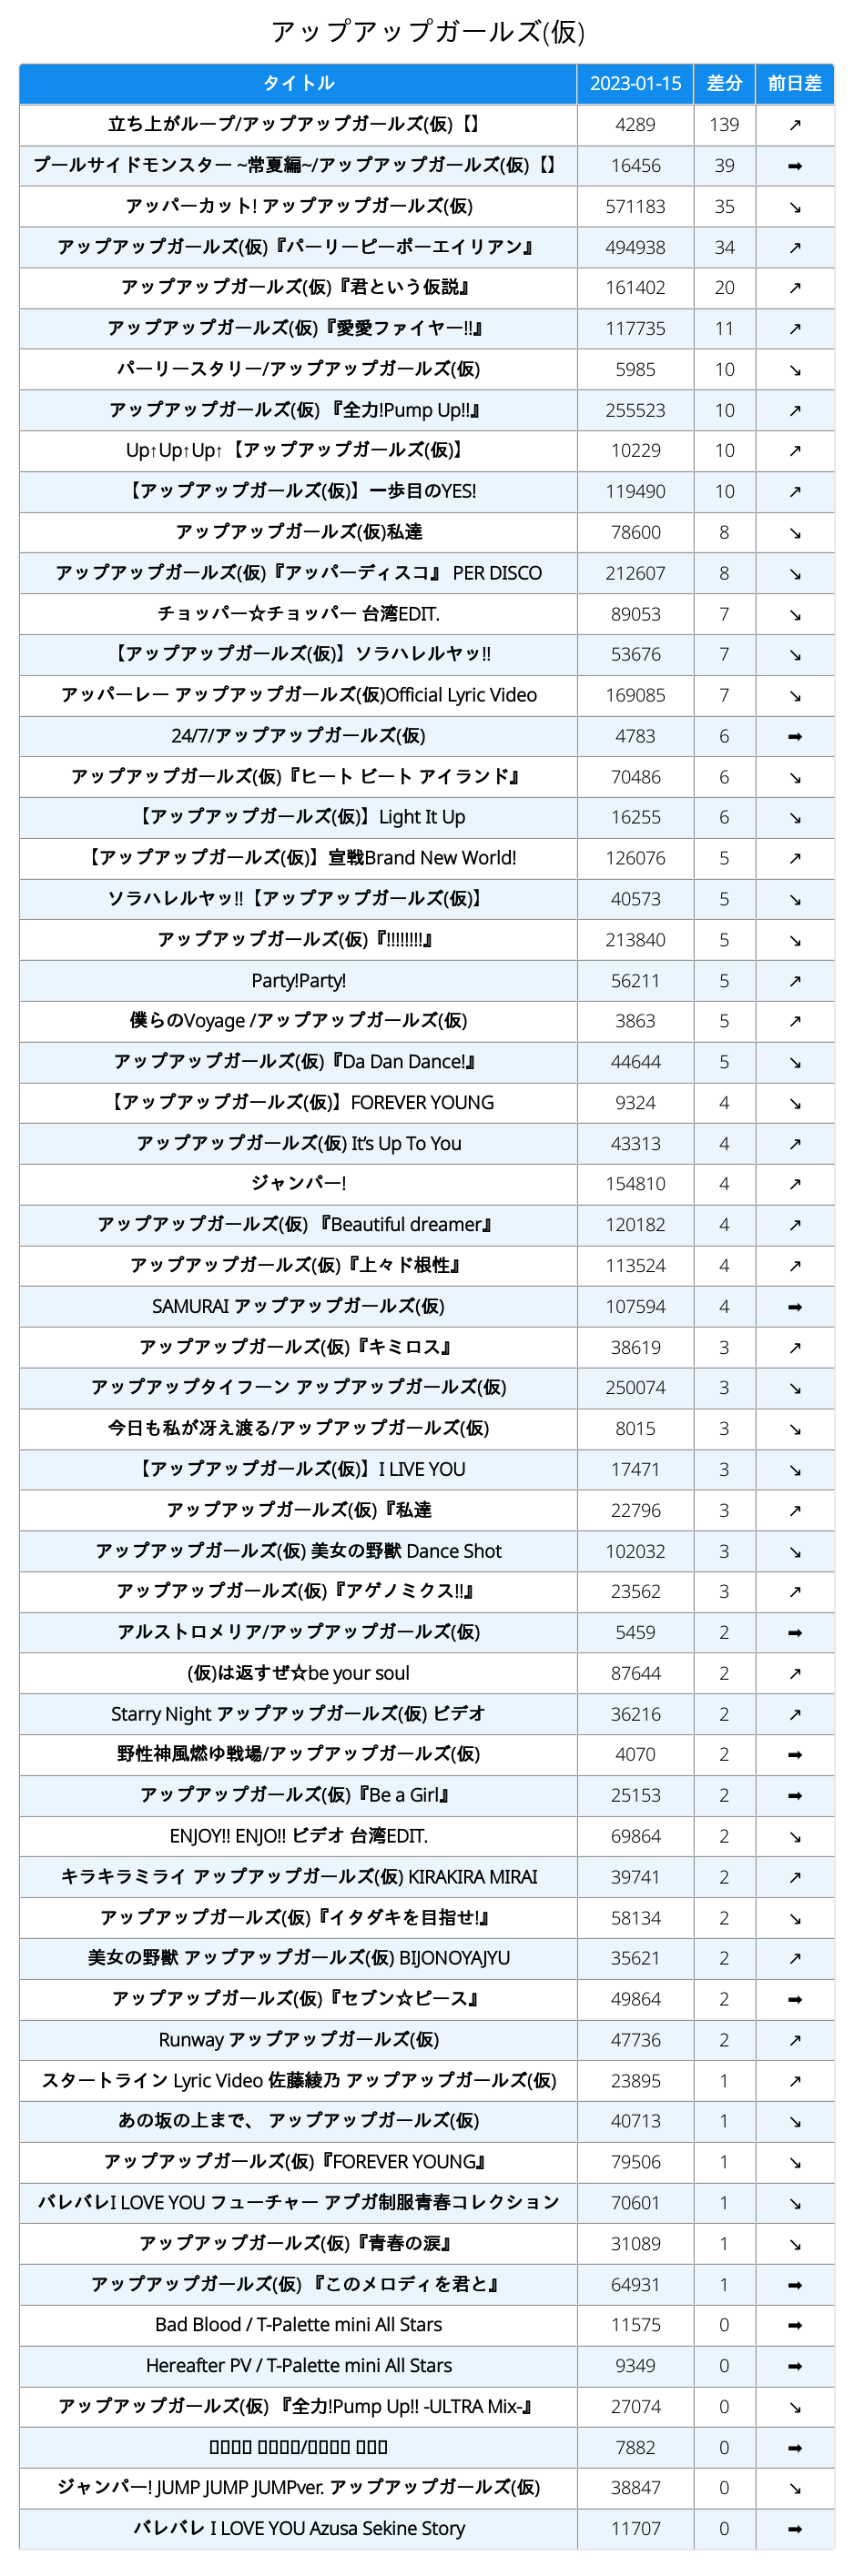 アップアップガールズ(仮)
タイトル 2023-01-15 差分 前日差
立ち上がループ/アップアップガールズ(仮)【】 4289 139 ↗
プールサイドモンスター ~常夏編~/アップアップガールズ(仮)【】 16456 39 ➡
アッパーカット! アップアップガールズ(仮) 571183 35 ↘
アップアップガールズ(仮)『パーリーピーポーエイリアン』 494938 34 ↗
アップアップガールズ(仮)『君という仮説』 161402 20 ↗
アップアップガールズ(仮)『愛愛ファイヤー!!』 117735 11 ↗
パーリースタリー/アップアップガールズ(仮) 5985 10 ↘
アップアップガールズ(仮) 『全力!Pump Up!!』 255523 10 ↗
Up↑Up↑Up↑【アップアップガールズ(仮)】 10229 10 ↗
【アップアップガールズ(仮)】一歩目のYES! 119490 10 ↗
アップアップガールズ(仮)私達 78600 8 ↘
アップアップガールズ(仮)『アッパーディスコ』 PER DISCO 212607 8 ↘
チョッパー☆チョッパー 台湾EDIT. 89053 7 ↘
【アップアップガールズ(仮)】ソラハレルヤッ!! 53676 7 ↘
アッパーレー アップアップガールズ(仮)Official Lyric Video 169085 7 ↘
24/7/アップアップガールズ(仮) 4783 6 ➡
アップアップガールズ(仮)『ヒート ビート アイランド』 70486 6 ↘
【アップアップガールズ(仮)】Light It Up 16255 6 ↘
【アップアップガールズ(仮)】宣戦Brand New World! 126076 5 ↗
ソラハレルヤッ!!【アップアップガールズ(仮)】 40573 5 ↘
アップアップガールズ(仮)『!!!!!!!!』 213840 5 ↘
Party!Party! 56211 5 ↗
僕らのVoyage /アップアップガールズ(仮) 3863 5 ↗
アップアップガールズ(仮)『Da Dan Dance!』 44644 5 ↘
【アップアップガールズ(仮)】FOREVER YOUNG 9324 4 ↘
アップアップガールズ(仮) It’s Up To You 43313 4 ↗
ジャンパー! 154810 4 ↗
アップアップガールズ(仮) 『Beautiful dreamer』 120182 4 ↗
アップアップガールズ(仮)『上々ド根性』 113524 4 ↗
SAMURAI アップアップガールズ(仮) 107594 4 ➡
アップアップガールズ(仮)『キミロス』 38619 3 ↗
アップアップタイフーン アップアップガールズ(仮) 250074 3 ↘
今日も私が冴え渡る/アップアップガールズ(仮) 8015 3 ↘
【アップアップガールズ(仮)】I LIVE YOU 17471 3 ↘
アップアップガールズ(仮)『私達 22796 3 ↗
アップアップガールズ(仮) 美女の野獣 Dance Shot 102032 3 ↘
アップアップガールズ(仮)『アゲノミクス!!』 23562 3 ↗
アルストロメリア/アップアップガールズ(仮) 5459 2 ➡
(仮)は返すぜ☆be your soul 87644 2 ↗
Starry Night アップアップガールズ(仮) ビデオ 36216 2 ↗
野性神風燃ゆ戦場/アップアップガールズ(仮) 4070 2 ➡
アップアップガールズ(仮)『Be a Girl』 25153 2 ➡
ENJOY!! ENJO!! ビデオ 台湾EDIT. 69864 2 ↘
キラキラミライ アップアップガールズ(仮) KIRAKIRA MIRAI 39741 2 ↗
アップアップガールズ(仮)『イタダキを目指せ!』 58134 2 ↘
美女の野獣 アップアップガールズ(仮) BIJONOYAJYU 35621 2 ↗
アップアップガールズ(仮)『セブン☆ピース』 49864 2 ➡
Runway アップアップガールズ(仮) 47736 2 ↗
スタートライン Lyric Video 佐藤綾乃 アップアップガールズ(仮) 23895 1 ↗
あの坂の上まで、 アップアップガールズ(仮) 40713 1 ↘
アップアップガールズ(仮)『FOREVER YOUNG』 79506 1 ↘
バレバレI LOVE YOU フューチャー アプガ制服青春コレクション 70601 1 ↘
アップアップガールズ(仮)『青春の涙』 31089 1 ↘
アップアップガールズ(仮) 『このメロディを君と』 64931 1 ➡
Bad Blood / T-Palette mini All Stars 11575 0 ➡
Hereafter PV / T-Palette mini All Stars 9349 0 ➡
アップアップガールズ(仮) 『全力!Pump Up!! -ULTRA Mix-』 27074 0 ↘
▯▯▯▯ ▯▯▯▯/▯▯▯▯ ▯▯▯ 7882 0 ➡
ジャンパー! JUMP JUMP JUMPver. アップアップガールズ(仮) 38847 0 ↘
バレバレ I LOVE YOU Azusa Sekine Story 11707 0 ➡